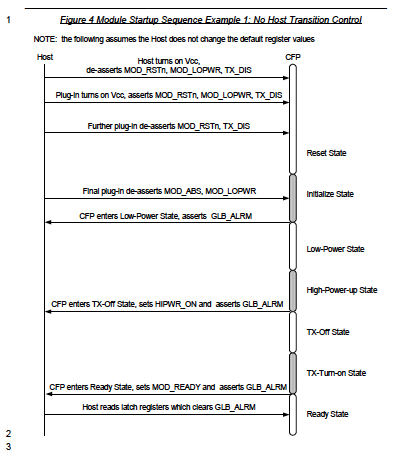 1
Figure 4 Module Startup Sequence Example 1: No Host Transition Control
NOTE: the following assumes the Host does not change the default register values
Host
CFP
Host turns on Vcc,
de-asserts MOD_RSTn, MOD_LOPWR, TX_DIS
Plug-in turns on Vcc, asserts MOD_RSTn, MOD_LOPWR, TX_DIS
Further plug-in de-asserts MOD_RSTn, TX_DIS
Reset State
Final plug-in de-asserts MOD_ABS, MOD_LOPWR
Initialize State
CFP enters Low-Power State, asserts GLB_ALRM
Low-Power State
High-Power-up State
CFP enters TX-Off State, sets HIPWR_ON and asserts GLB_ALRM
TX-Off State
TX-Turn-on State
CFP enters Ready State, sets MOD_READY and asserts GLB_ALRM
Host reads latch registers which clears GLB_ALRM
Ready State
2
3